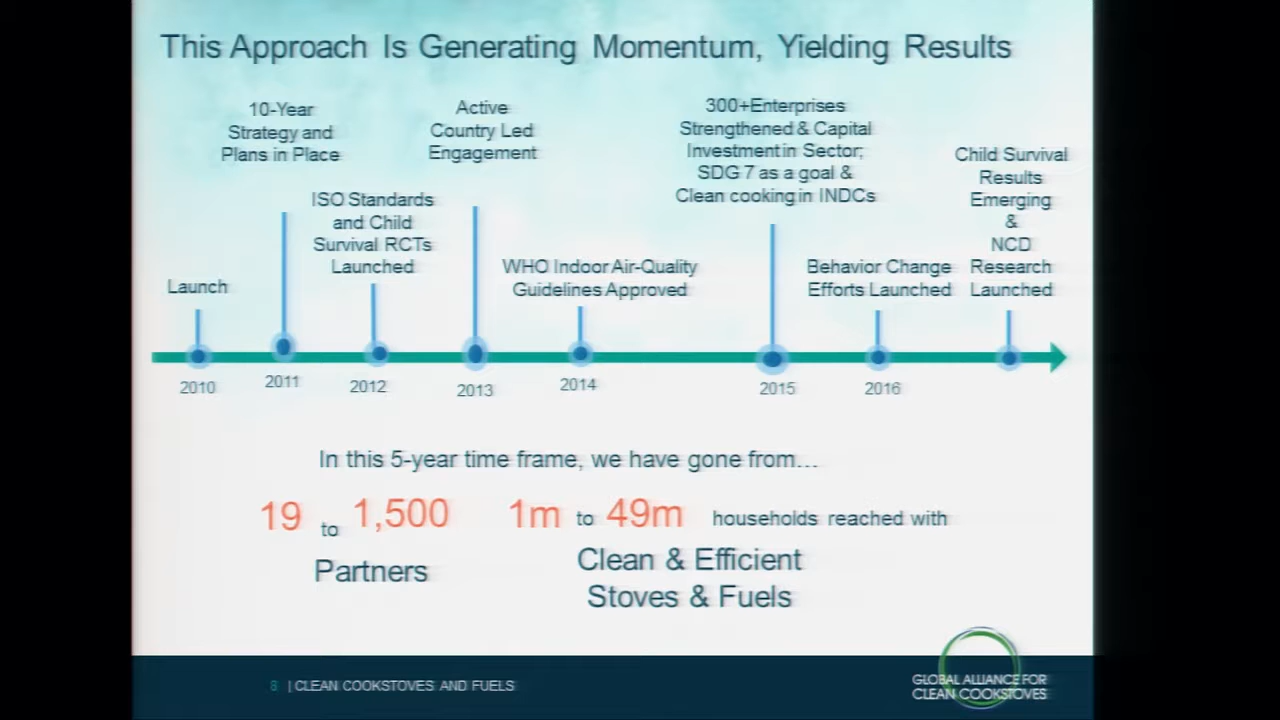 This Approach Is Generating Momentum, Yielding Results
10-Year
Strategy and
Plans in Place
Active
Country Led
Engagement
300+Enterprises
Strengthened & Capital
Investment in Sector;
SDG 7 as a goal &
Clean cooking in INDCs
Child Survival
Results
Emerging
&
NCD
Research
Launched
ISO Standards
and Child
Survival RCTs
Launched
Launch
WHO Indoor Air-Quality
Guidelines Approved
Behavior Change
Efforts Launched
2010
2011
2012
2013
2014
2015
2016
In this 5-year time frame, we have gone from...
19 to 1,500
Partners
1m to 49m households reached with
Clean & Efficient
Stoves & Fuels
8 | CLEAN COOKSTOVES AND FUELS
GLOBAL ALLIANCE FOR
CLEAN COOKSTOVES